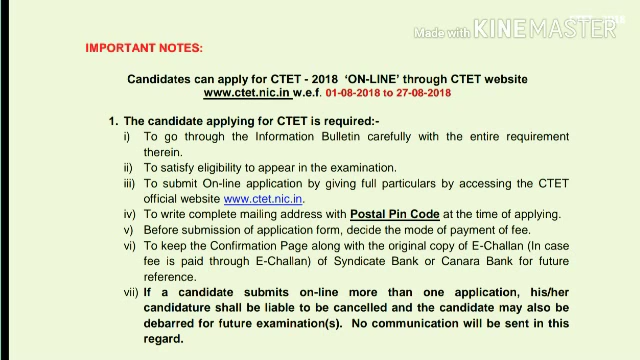 Made with KINEMASTER
IMPORTANT NOTES:
Candidates can apply for CTET - 2018 ‘ON-LINE’ through CTET website
www.ctet.nic.in w.e.f. 01-08-2018 to 27-08-2018
1. The candidate applying for CTET is required:-
i) To go through the Information Bulletin carefully with the entire requirement
therein.
ii) To satisfy eligibility to appear in the examination.
iii) To submit On-line application by giving full particulars by accessing the CTET
official website www.ctet.nic.in.
iv) To write complete mailing address with Postal Pin Code at the time of applying.
v) Before submission of application form, decide the mode of payment of fee.
vi) To keep the Confirmation Page along with the original copy of E-Challan (In case
fee is paid through E-Challan) of Syndicate Bank or Canara Bank for future
reference.
vii) If a candidate submits on-line more than one application, his/her
candidature shall be liable to be cancelled and the candidate may also be
debarred for future examination(s). No communication will be sent in this
regard.